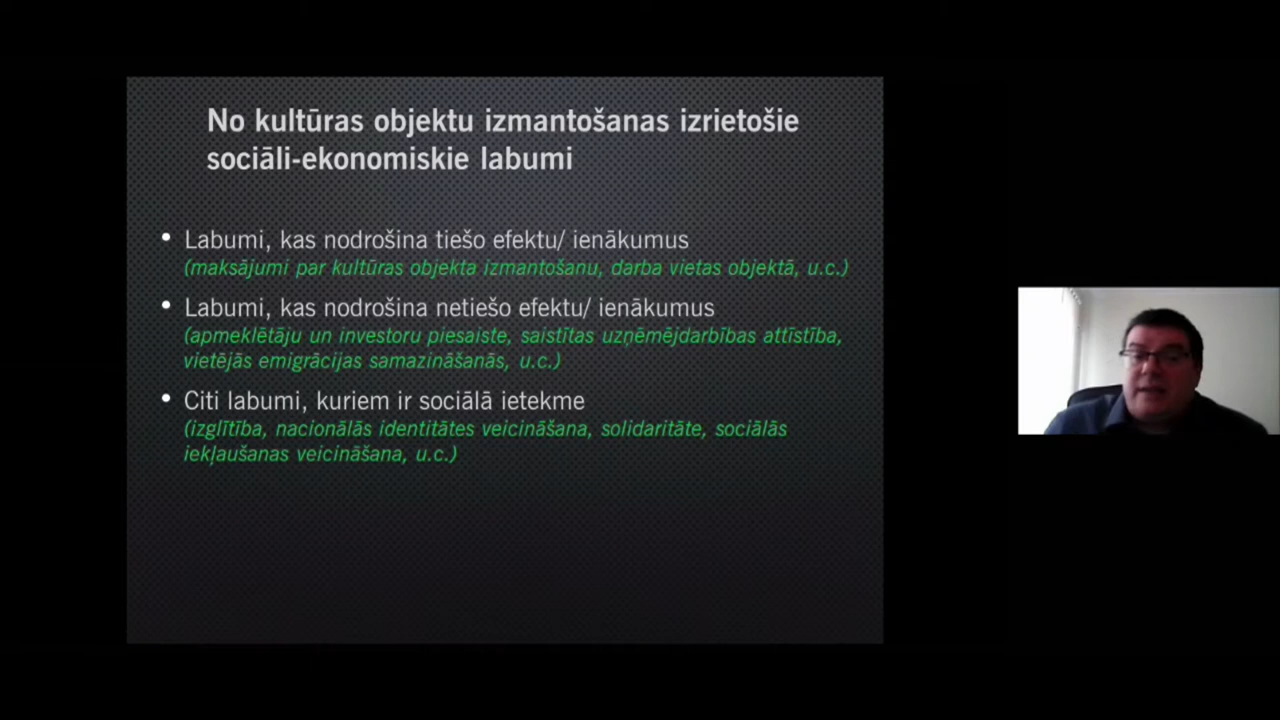 No kultūras objektu izmantošanas izrietošie
sociāli-ekonomiskie labumi
• Labumi, kas nodrošina tiešo efektu/ ienākumus
(maksājumi par kultūras objekta izmantošanu, darba vietas objektā, u.c.)
• Labumi, kas nodrošina netiešo efektu/ ienākumus
(apmeklētāju un investoru piesaiste, saistītas uzņēmējdarbības attīstība,
vietējās emigrācijas samazināšanās, u.c.)
• Citi labumi, kuriem ir sociālā ietekme
(izglītība, nacionālās identitātes veicināšana, solidaritāte, sociālās
iekļaušanas veicināšana, u.c.)